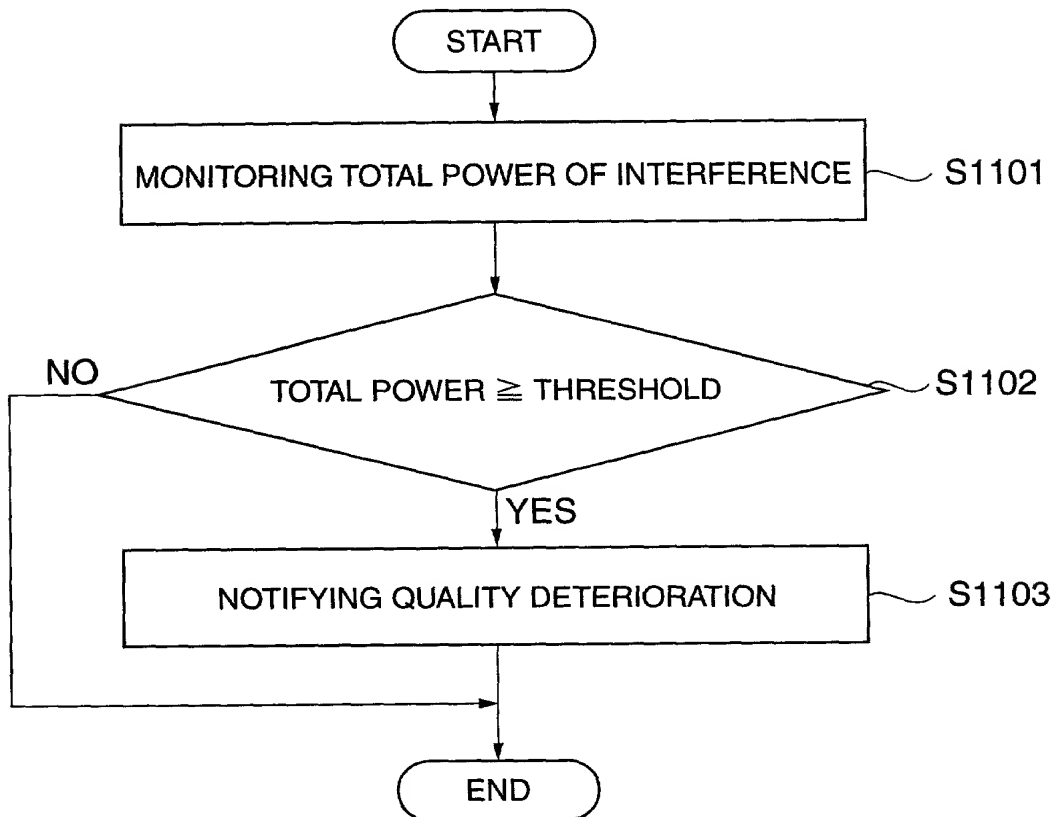 START
MONITORING TOTAL POWER OF INTERFERENCE
S1101
NO
TOTAL POWER ≧ THRESHOLD
S1102
YES
NOTIFYING QUALITY DETERIORATION
S1103
END